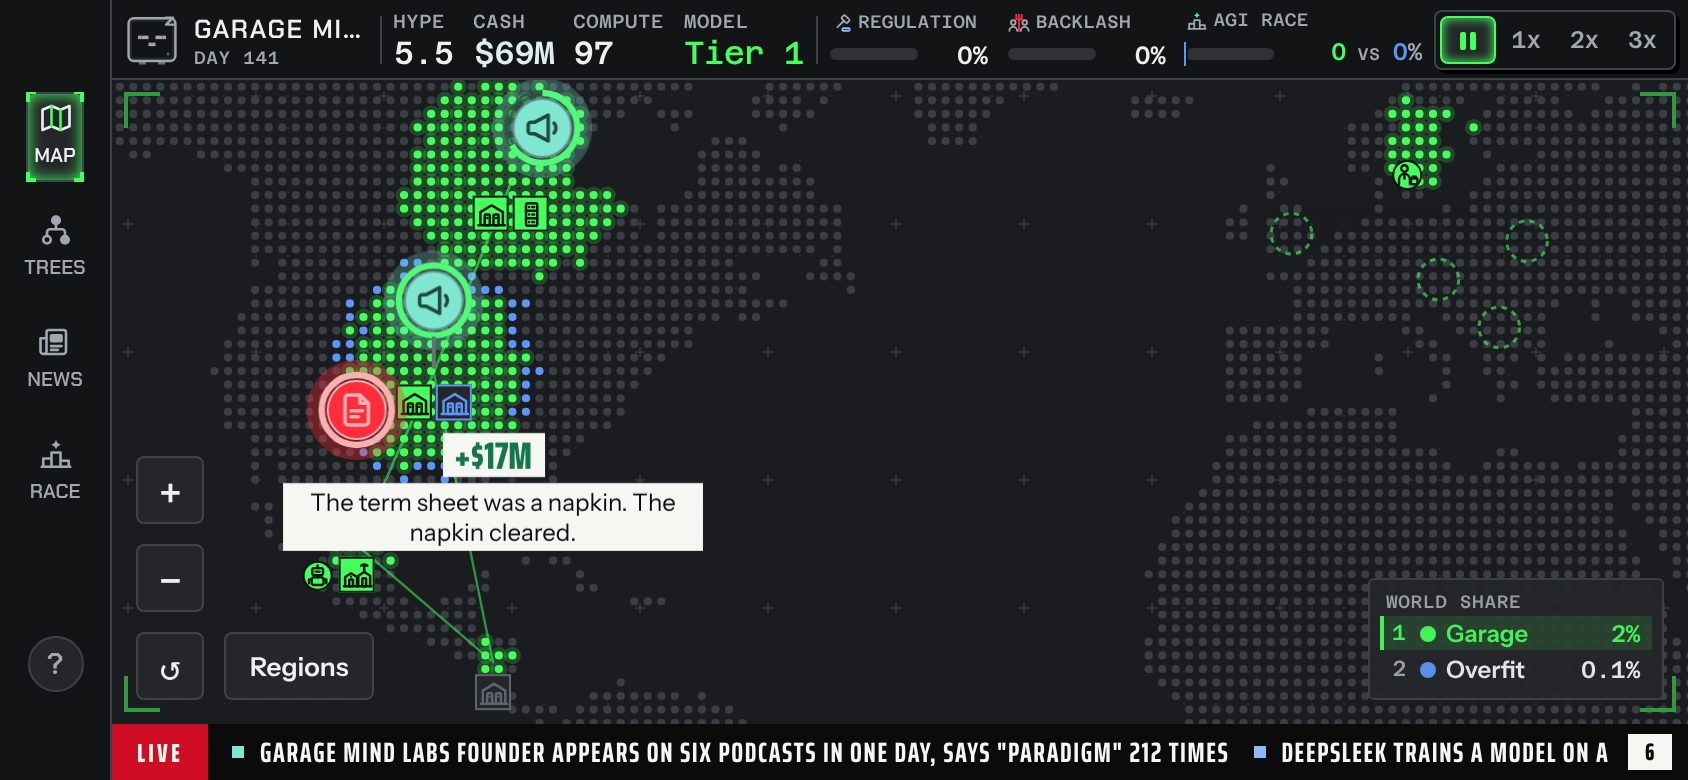 GARAGE MI...
DAY 141
HYPE
5.5
CASH
$69M
COMPUTE
97
MODEL
Tier 1
REGULATION
0%
BACKLASH
0%
AGI RACE
0 VS 0%
1x
2x
3x
MAP
TREES
NEWS
RACE
?
+$17M
The term sheet was a napkin. The
napkin cleared.
+
−
↺
Regions
WORLD SHARE
1 Garage 2%
2 Overfit 0.1%
LIVE
GARAGE MIND LABS FOUNDER APPEARS ON SIX PODCASTS IN ONE DAY, SAYS "PARADIGM" 212 TIMES
DEEPSLEEK TRAINS A MODEL ON A
6